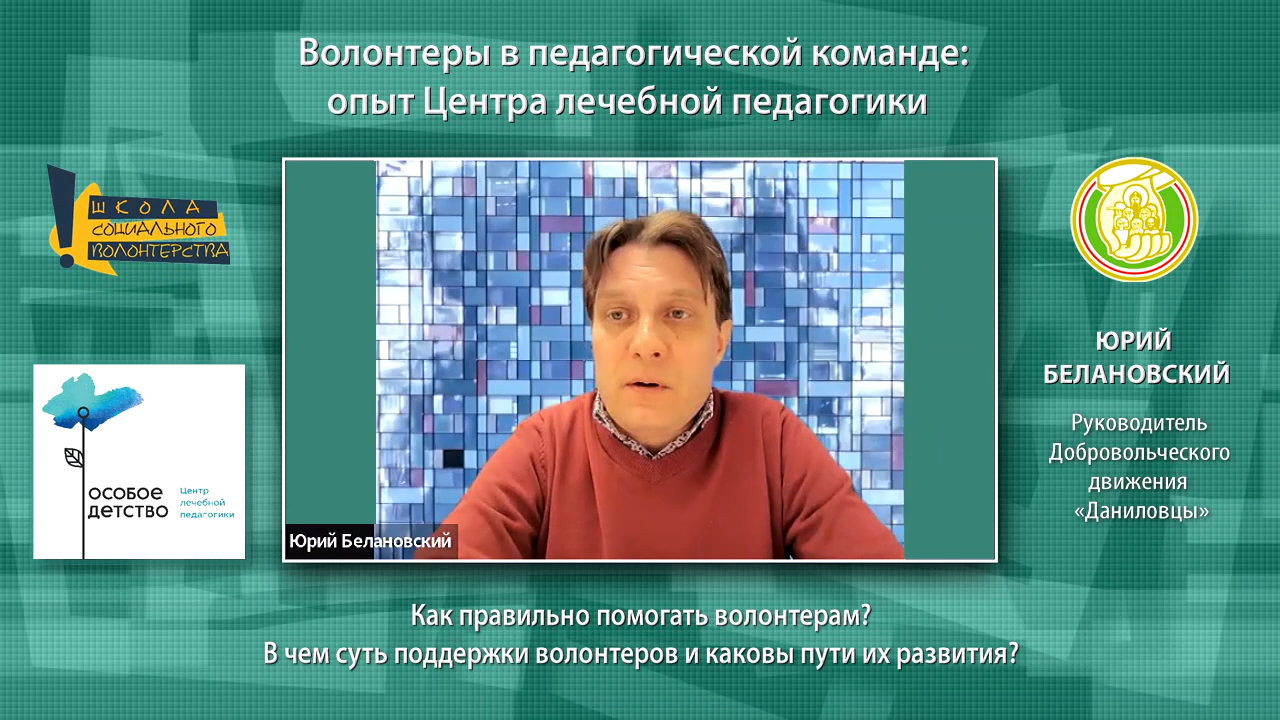 Волонтеры в педагогической команде:
опыт Центра лечебной педагогики
ШКОЛА
СОЦИАЛЬНОГО
ВОЛОНТЕРСТВА
ОСОБОЕ
ДЕТСТВО
Центр
лечебной
педагогики
Юрий Белановский
ЮРИЙ
БЕЛАНОВСКИЙ
Руководитель
Добровольческого
движения
«Даниловцы»
Как правильно помогать волонтерам?
В чем суть поддержки волонтеров и каковы пути их развития?